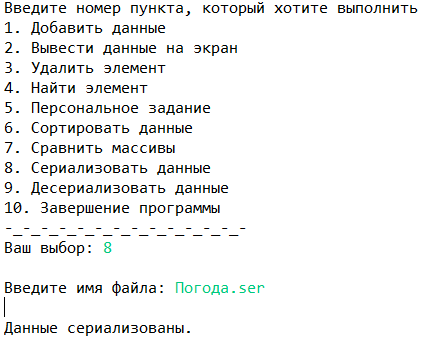 Введите номер пункта, который хотите выполнить
1. Добавить данные
2. Вывести данные на экран
3. Удалить элемент
4. Найти элемент
5. Персональное задание
6. Сортировать данные
7. Сравнить массивы
8. Сериализовать данные
9. Десериализовать данные
10. Завершение программы
-_-_-_-_-_-_-_-_-_-_-_-_-_-
Ваш выбор: 8
Введите имя файла: Погода.ser
Данные сериализованы.